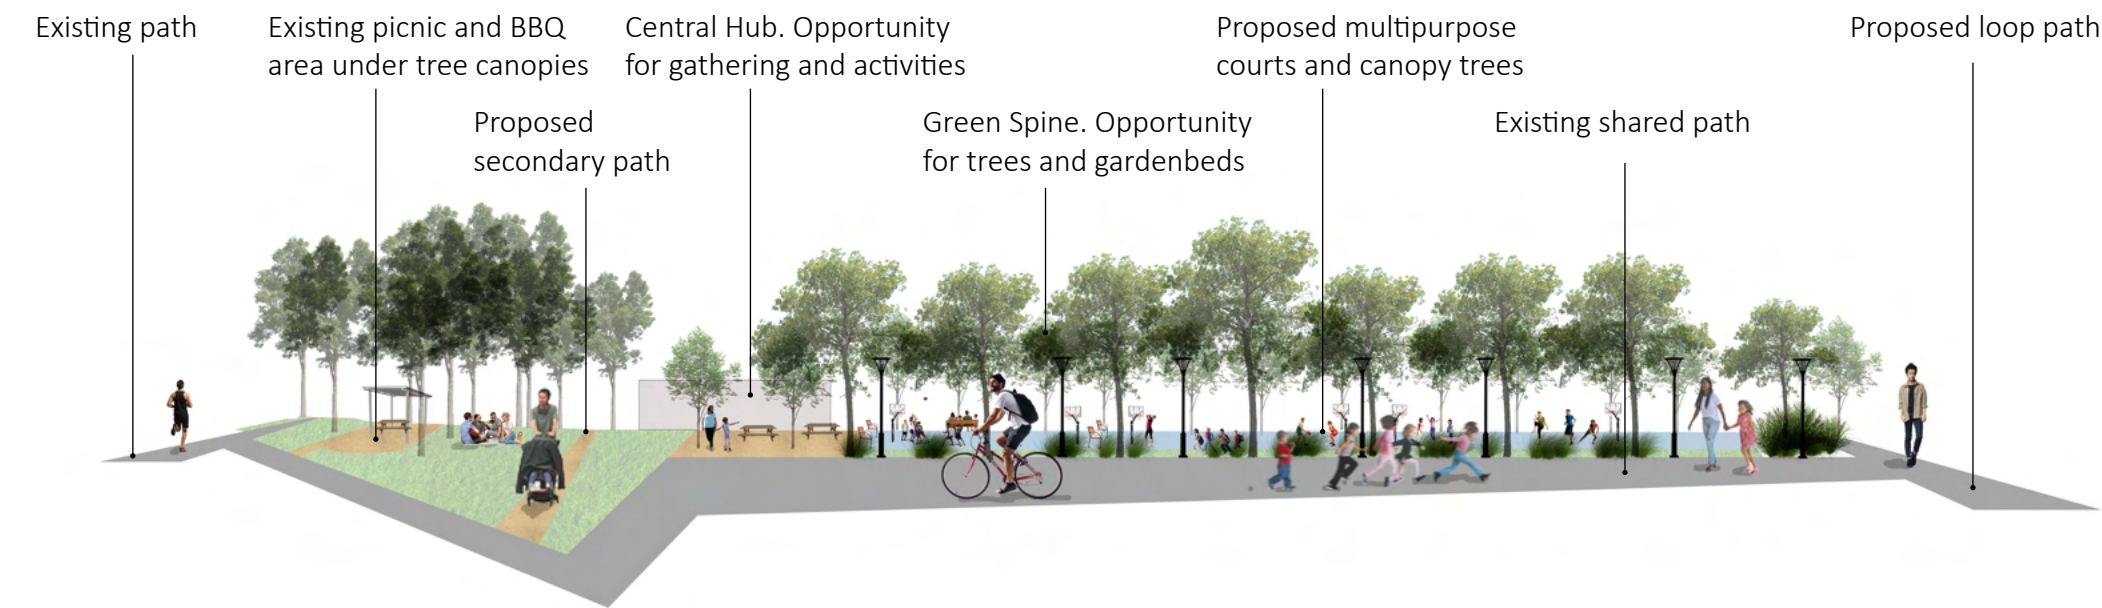 Existing path
Existing picnic and BBQ
area under tree canopies
Central Hub. Opportunity
for gathering and activities
Proposed multipurpose
courts and canopy trees
Proposed loop path
Proposed
secondary path
Green Spine. Opportunity
for trees and gardenbeds
Existing shared path